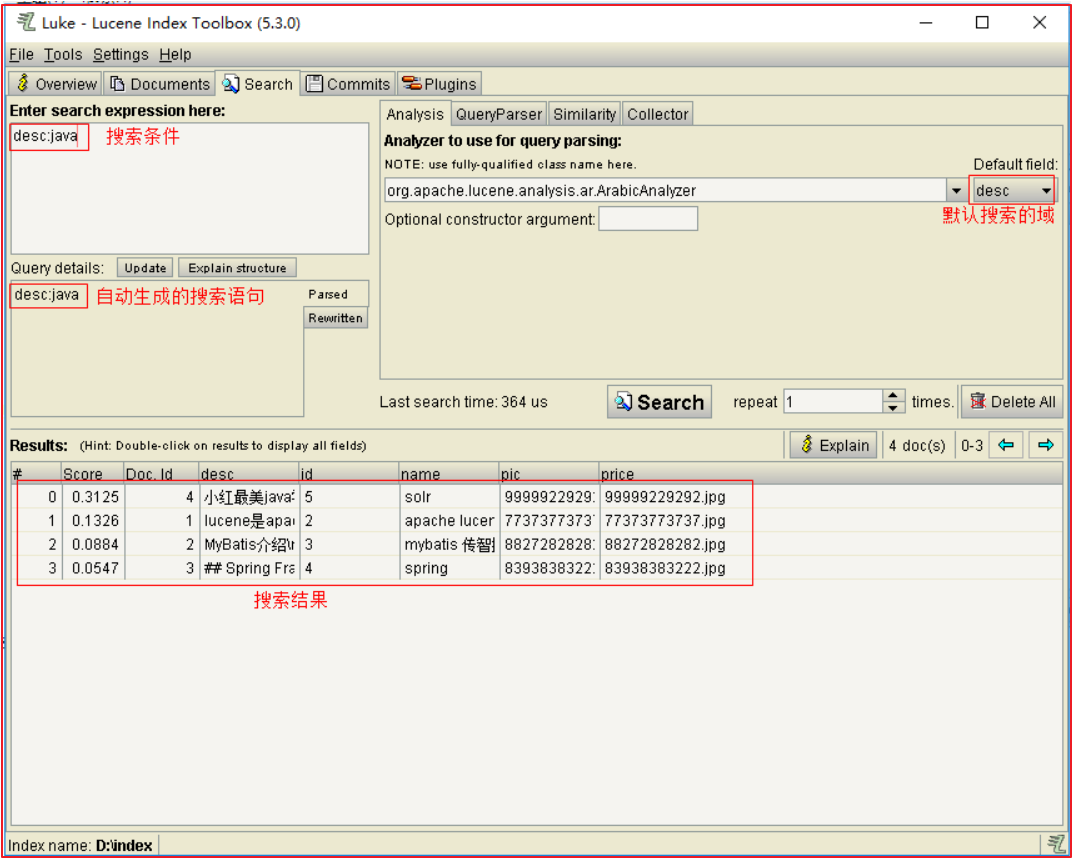 Luke - Lucene Index Toolbox (5.3.0)
File Tools Settings Help
Overview Documents Search Commits Plugins
Enter search expression here:
desc:java 搜索条件
Analysis QueryParser Similarity Collector
Analyzer to use for query parsing:
NOTE: use fully-qualified class name here. Default field:
org.apache.lucene.analysis.ar.ArabicAnalyzer desc
默认搜索的域
Optional constructor argument:
Query details: Update Explain structure
desc:java 自动生成的搜索语句
Parsed
Rewritten
Last search time: 364 us Search repeat 1 times. Delete All
Results: (Hint: Double-click on results to display all fields) Explain 4 doc(s) 0-3
# Score Doc. Id desc id name pic price
0 0.3125 4 小红最美java 5 solr 9999922929 99999229292.jpg
1 0.1326 1 lucene是apa 2 apache lucer 7737377373 77373773737.jpg
2 0.0884 2 MyBatis介绍\r 3 mybatis 传智 8827282828 88272828282.jpg
3 0.0547 3 ## Spring Fra 4 spring 8393838322 83938383222.jpg
搜索结果
Index name: D:\index